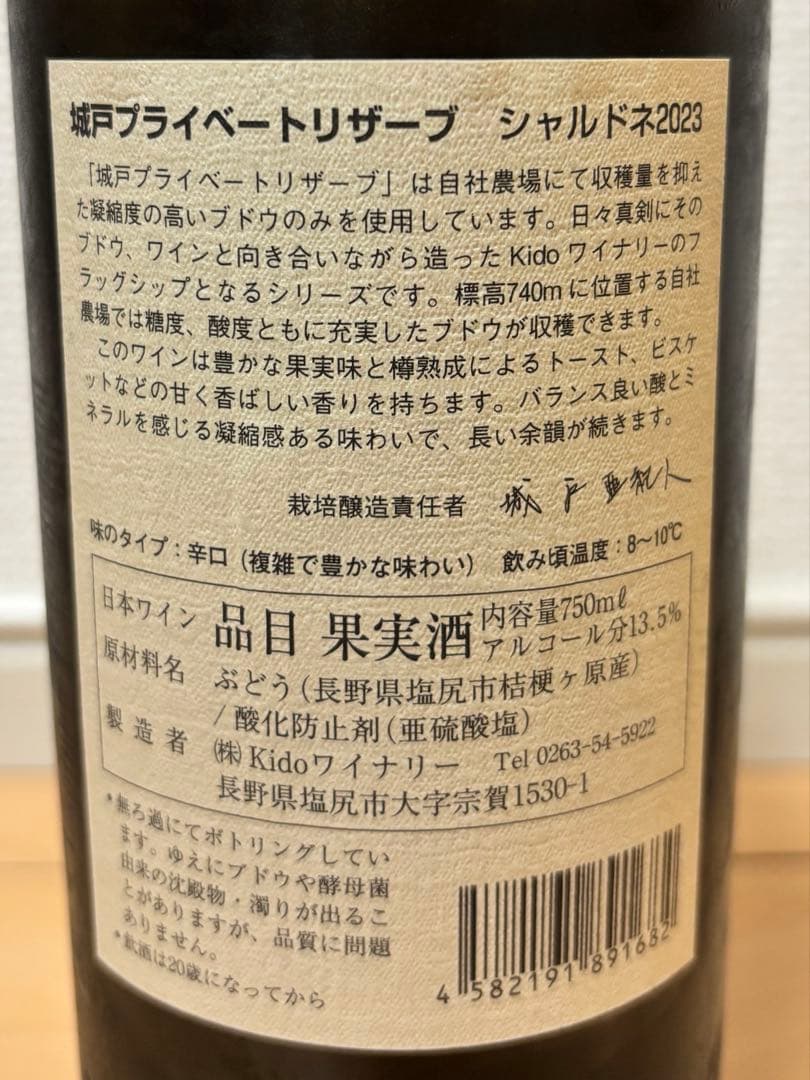 城戸プライベートリザーブ　シャルドネ2023
「城戸プライベートリザーブ」は自社農場にて収穫量を抑え
た凝縮度の高いブドウのみを使用しています。日々真剣にその
ブドウ、ワインと向き合いながら造ったKidoワイナリーのフ
ラッグシップとなるシリーズです。標高740mに位置する自社
農場では糖度、酸度ともに充実したブドウが収穫できます。
このワインは豊かな果実味と樽熟成によるトースト、ビスケ
ットなどの甘く香ばしい香りを持ちます。バランス良い酸とミ
ネラルを感じる凝縮感ある味わいで、長い余韻が続きます。
栽培醸造責任者　城戸亜紀人
味のタイプ：辛口（複雑で豊かな味わい）　飲み頃温度：8～10℃
日本ワイン 品目 果実酒 内容量750mℓ
アルコール分13.5%
原材料名 ぶどう（長野県塩尻市桔梗ヶ原産）
/ 酸化防止剤（亜硫酸塩）
製造者 ㈱Kidoワイナリー Tel 0263-54-5922
長野県塩尻市大字宗賀1530-1
*無ろ過にてボトリングしてい
ます。ゆえにブドウや酵母菌
由来の沈殿物・濁りが出るこ
とがありますが、品質に問題
ありません。
*飲酒は20歳になってから
4 582191 891682